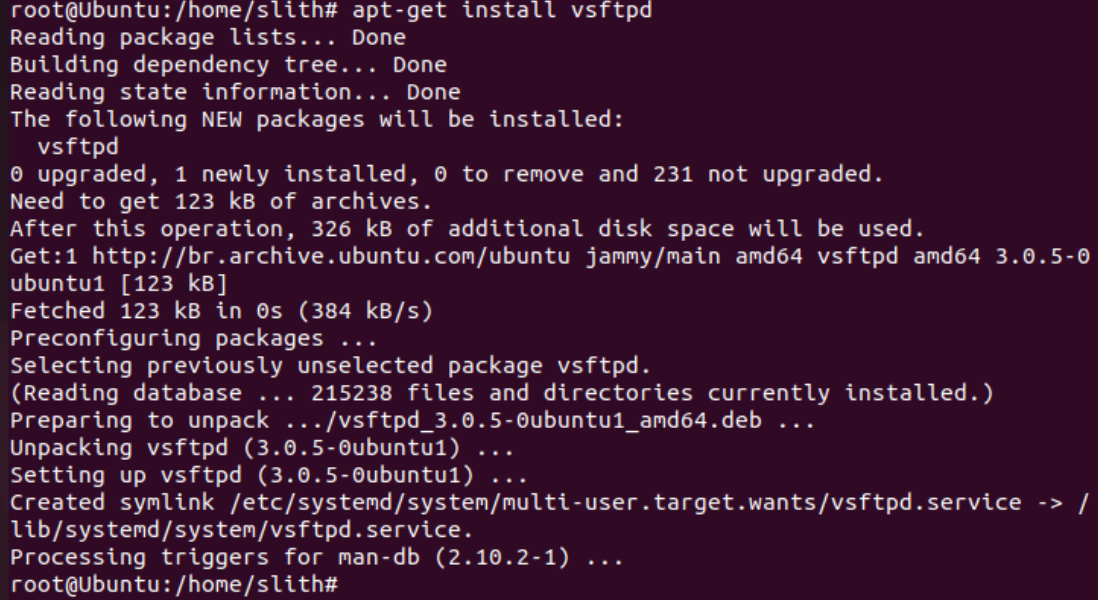 root@Ubuntu:/home/slith# apt-get install vsftpd
Reading package lists... Done
Building dependency tree... Done
Reading state information... Done
The following NEW packages will be installed:
  vsftpd
0 upgraded, 1 newly installed, 0 to remove and 231 not upgraded.
Need to get 123 kB of archives.
After this operation, 326 kB of additional disk space will be used.
Get:1 http://br.archive.ubuntu.com/ubuntu jammy/main amd64 vsftpd amd64 3.0.5-0
ubuntu1 [123 kB]
Fetched 123 kB in 0s (384 kB/s)
Preconfiguring packages ...
Selecting previously unselected package vsftpd.
(Reading database ... 215238 files and directories currently installed.)
Preparing to unpack .../vsftpd_3.0.5-0ubuntu1_amd64.deb ...
Unpacking vsftpd (3.0.5-0ubuntu1) ...
Setting up vsftpd (3.0.5-0ubuntu1) ...
Created symlink /etc/systemd/system/multi-user.target.wants/vsftpd.service -> /
lib/systemd/system/vsftpd.service.
Processing triggers for man-db (2.10.2-1) ...
root@Ubuntu:/home/slith#